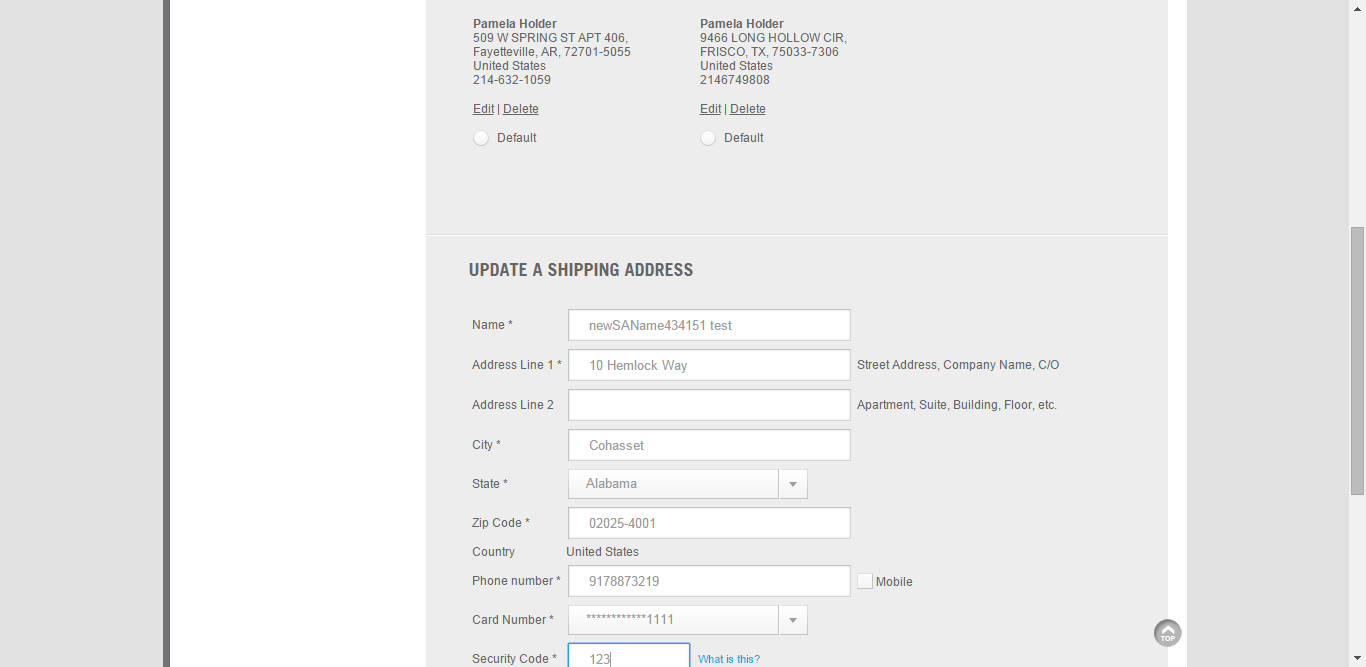 Pamela Holder
509 W SPRING ST APT 406,
Fayetteville, AR, 72701-5055
United States
214-632-1059
Edit | Delete
Default
Pamela Holder
9466 LONG HOLLOW CIR,
FRISCO, TX, 75033-7306
United States
2146749808
Edit | Delete
Default
UPDATE A SHIPPING ADDRESS
Name * newSAName434151 test
Address Line 1 * 10 Hemlock Way Street Address, Company Name, C/O
Address Line 2 Apartment, Suite, Building, Floor, etc.
City * Cohasset
State * Alabama
Zip Code * 02025-4001
Country United States
Phone number * 9178873219 Mobile
Card Number * ************1111
TOP
Security Code * 123 What is this?